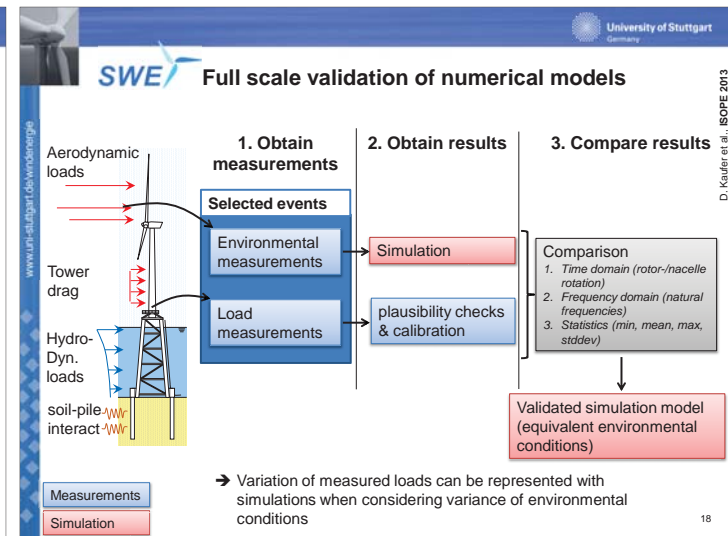 University of Stuttgart
Germany
SWE
Full scale validation of numerical models
www.uni-stuttgart.de/windenergie
D. Kaufer et al., ISOPE 2013
Aerodynamic
loads
Tower
drag
Hydro-
Dyn.
loads
soil-pile
interact
1. Obtain
measurements
Selected events
Environmental
measurements
Load
measurements
2. Obtain results
Simulation
plausibility checks
& calibration
3. Compare results
Comparison
1. Time domain (rotor-/nacelle
rotation)
2. Frequency domain (natural
frequencies)
3. Statistics (min, mean, max,
stddev)
Validated simulation model
(equivalent environmental
conditions)
Measurements
Simulation
➔ Variation of measured loads can be represented with
simulations when considering variance of environmental
conditions
18